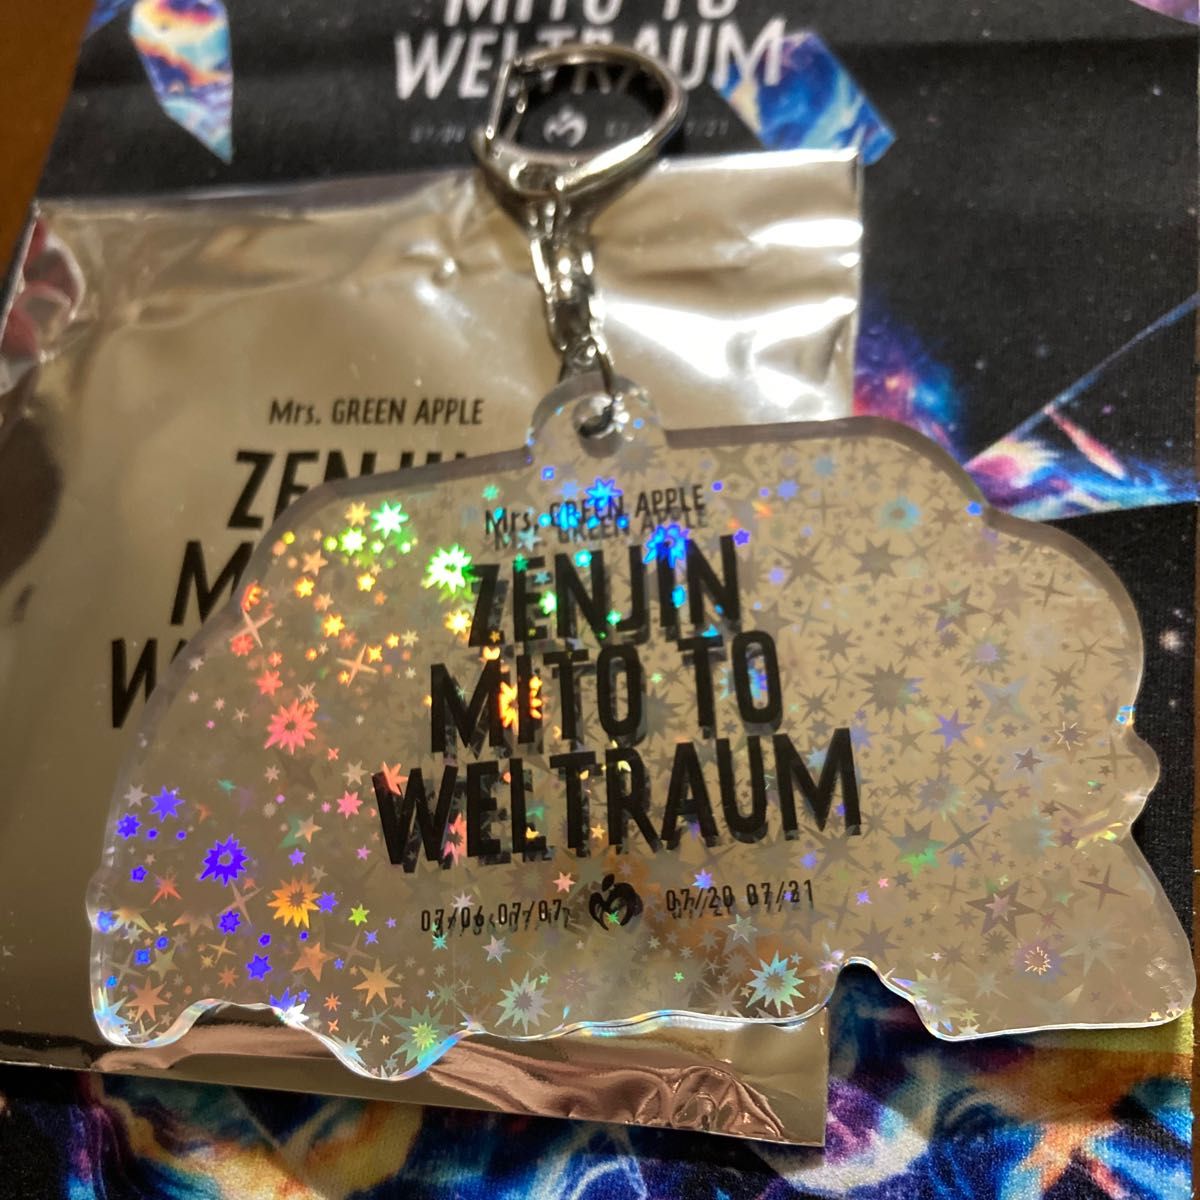 MITO TO
WELTRAUM
Mrs. GREEN APPLE
ZENJIN
M
W
Mrs. GREEN APPLE
ZENJIN
MITO TO
WELTRAUM
07/06 07/07 07/20 07/21